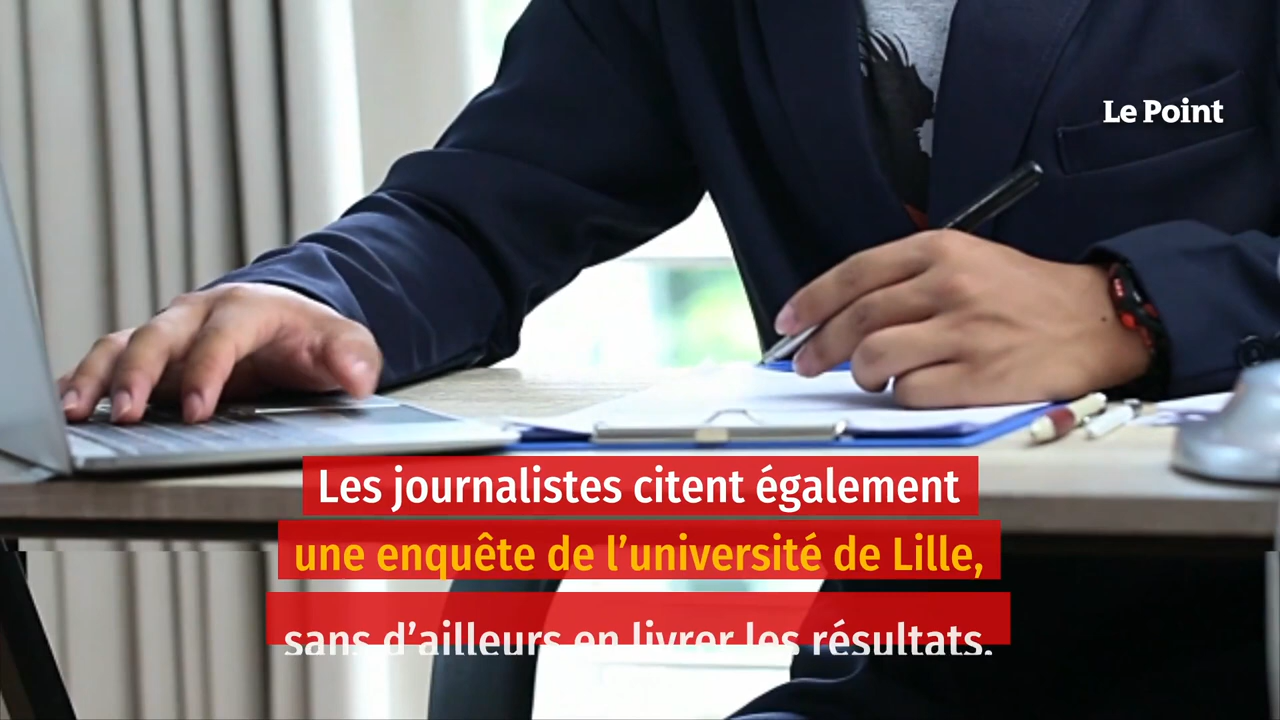 Le Point
Les journalistes citent également
une enquête de l’université de Lille,
sans d’ailleurs en livrer les résultats.